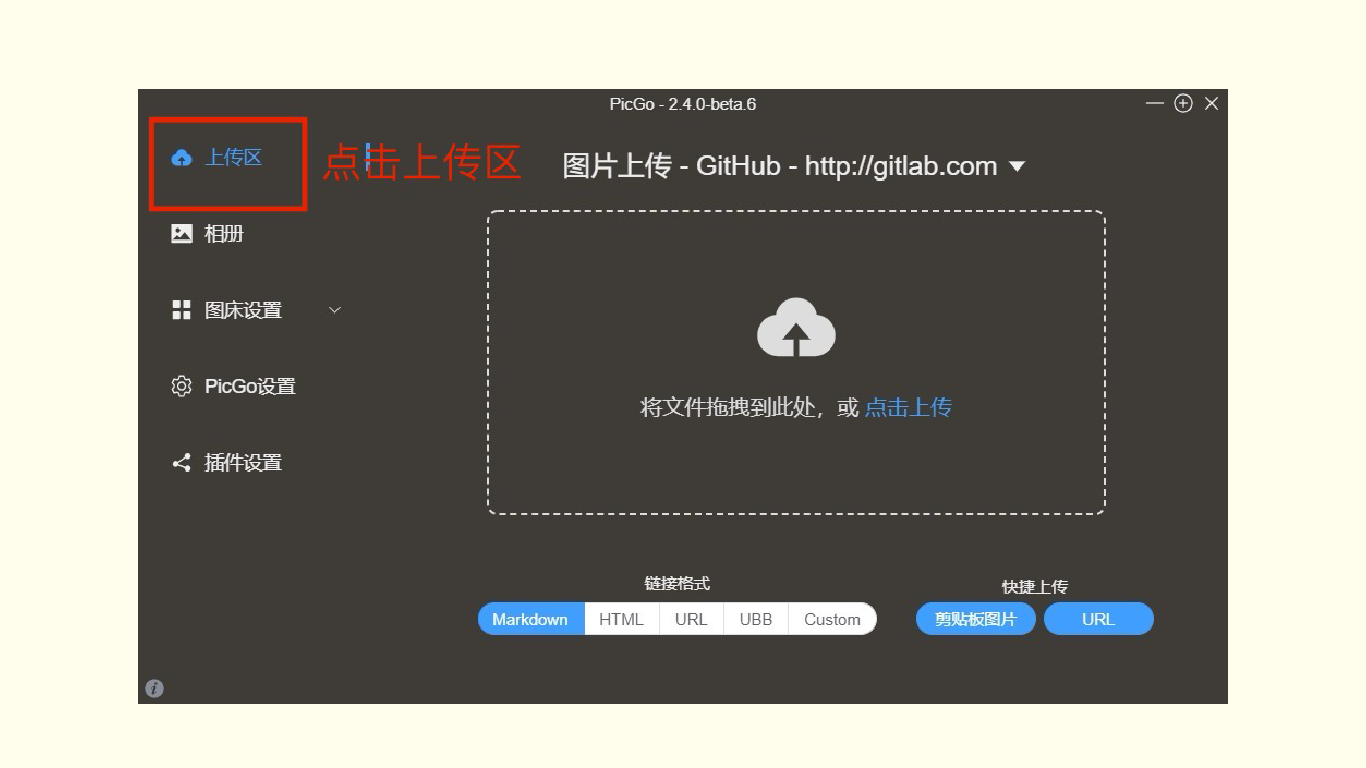 PicGo - 2.4.0-beta.6
上传区
点击上传区
图片上传 - GitHub - http://gitlab.com
相册
图床设置
PicGo设置
插件设置
将文件拖拽到此处，或 点击上传
链接格式
Markdown HTML URL UBB Custom
快捷上传
剪贴板图片 URL